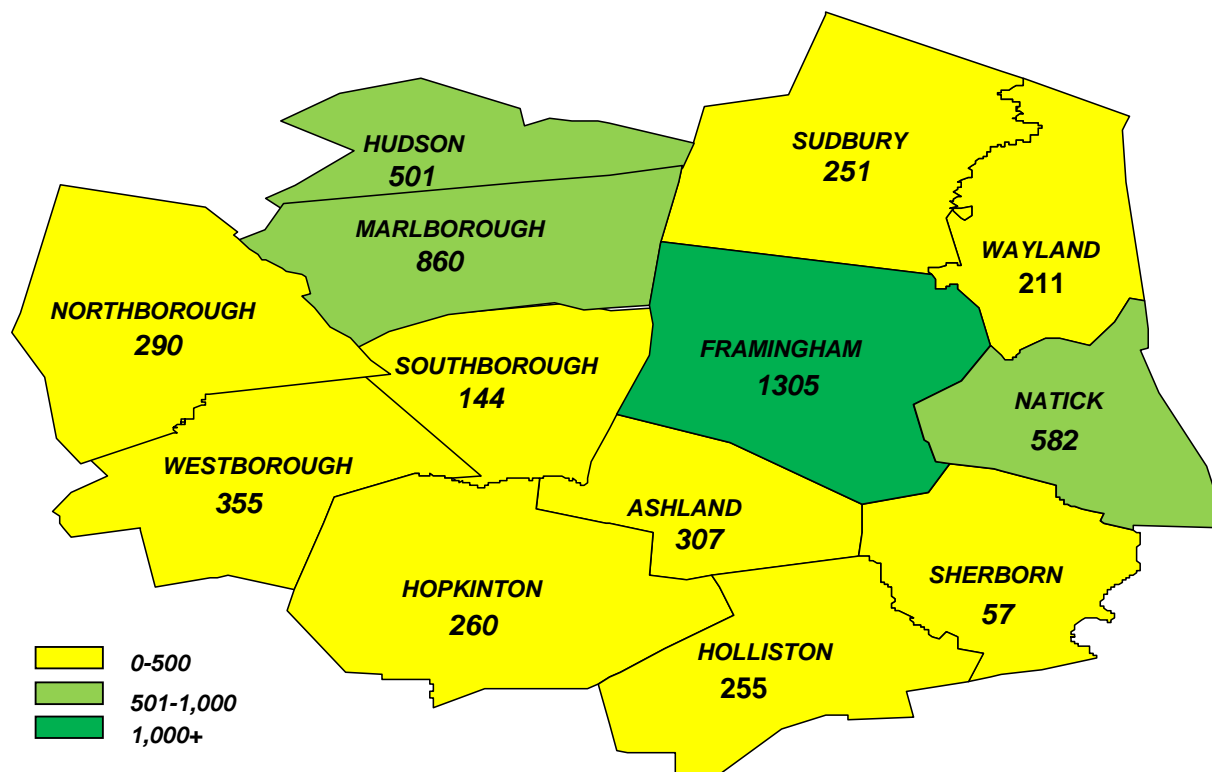 HUDSON
501
SUDBURY
251
MARLBOROUGH
860
WAYLAND
211
NORTHBOROUGH
290
SOUTHBOROUGH
144
FRAMINGHAM
1305
NATICK
582
WESTBOROUGH
355
ASHLAND
307
HOPKINTON
260
SHERBORN
57
HOLLISTON
255
0-500
501-1,000
1,000+